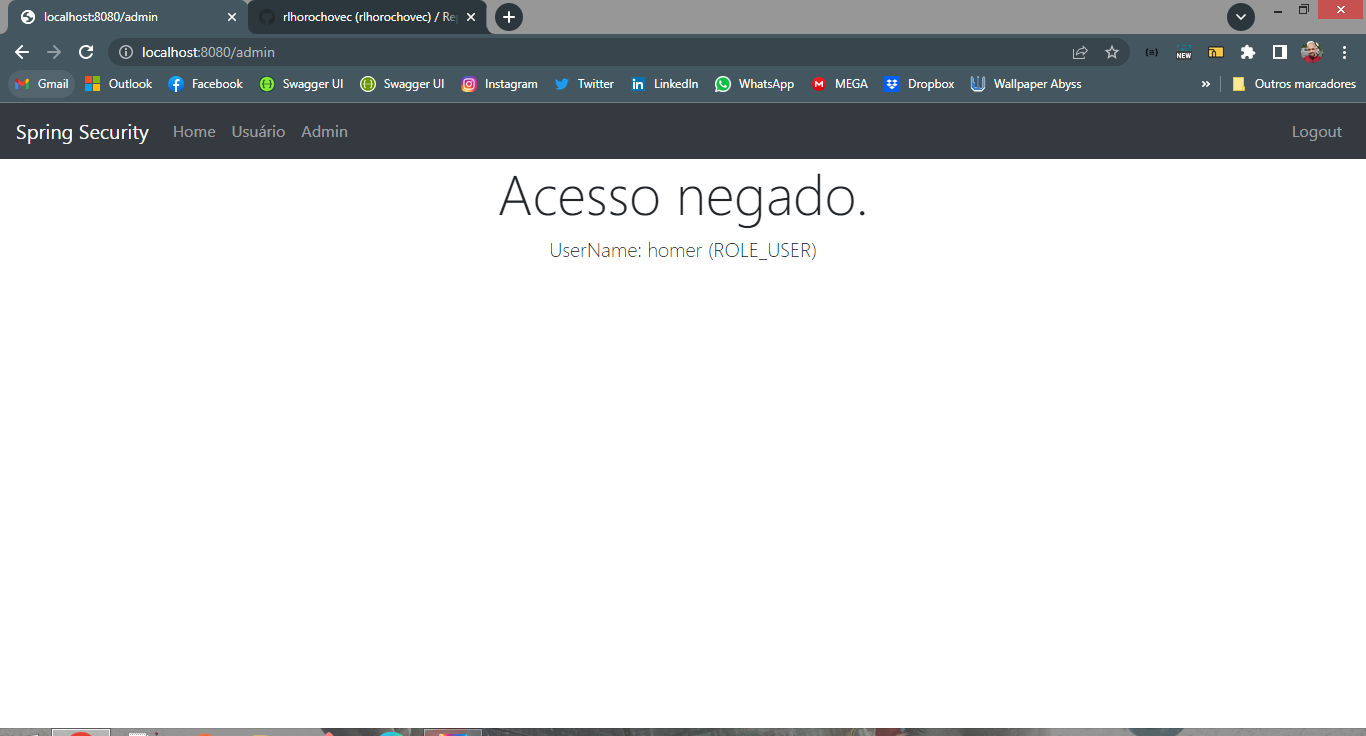 localhost:8080/admin
rlhorochovec (rlhorochovec) / Re
localhost:8080/admin
NEW
Gmail Outlook Facebook Swagger UI Swagger UI Instagram Twitter LinkedIn WhatsApp MEGA Dropbox Wallpaper Abyss » Outros marcadores
Spring Security Home Usuário Admin Logout
Acesso negado.
UserName: homer (ROLE_USER)